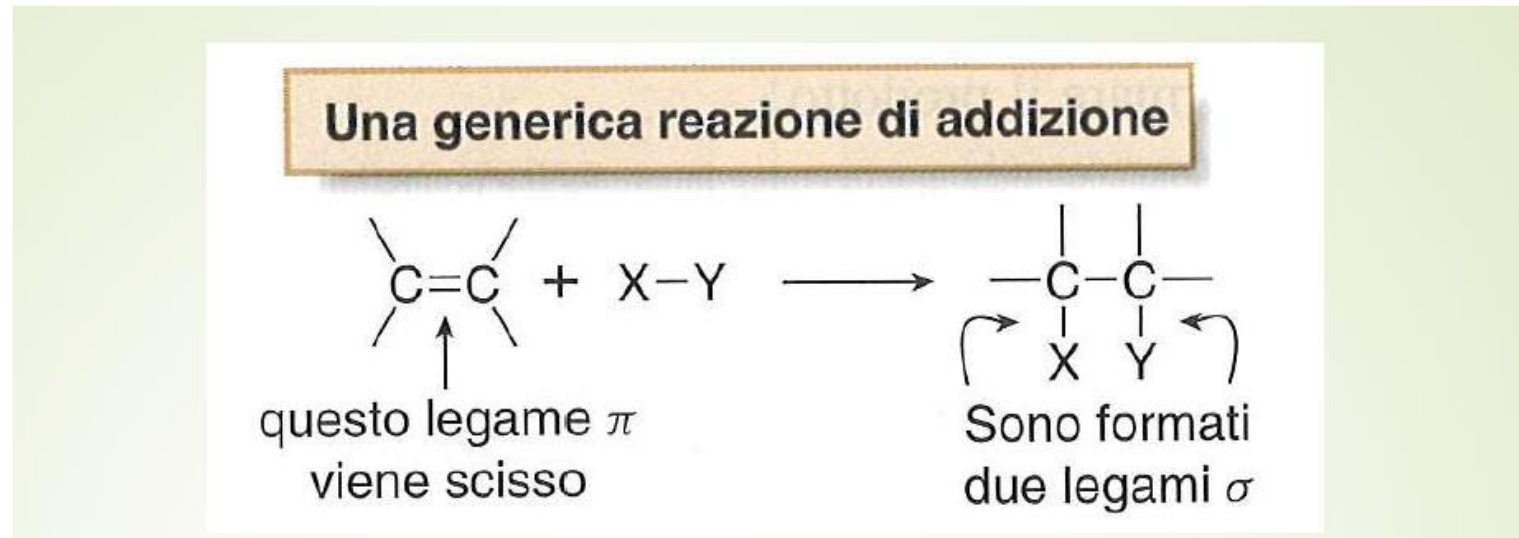 Una generica reazione di addizione
C=C + X−Y → −C−C−
X Y
questo legame π
viene scisso
Sono formati
due legami σ